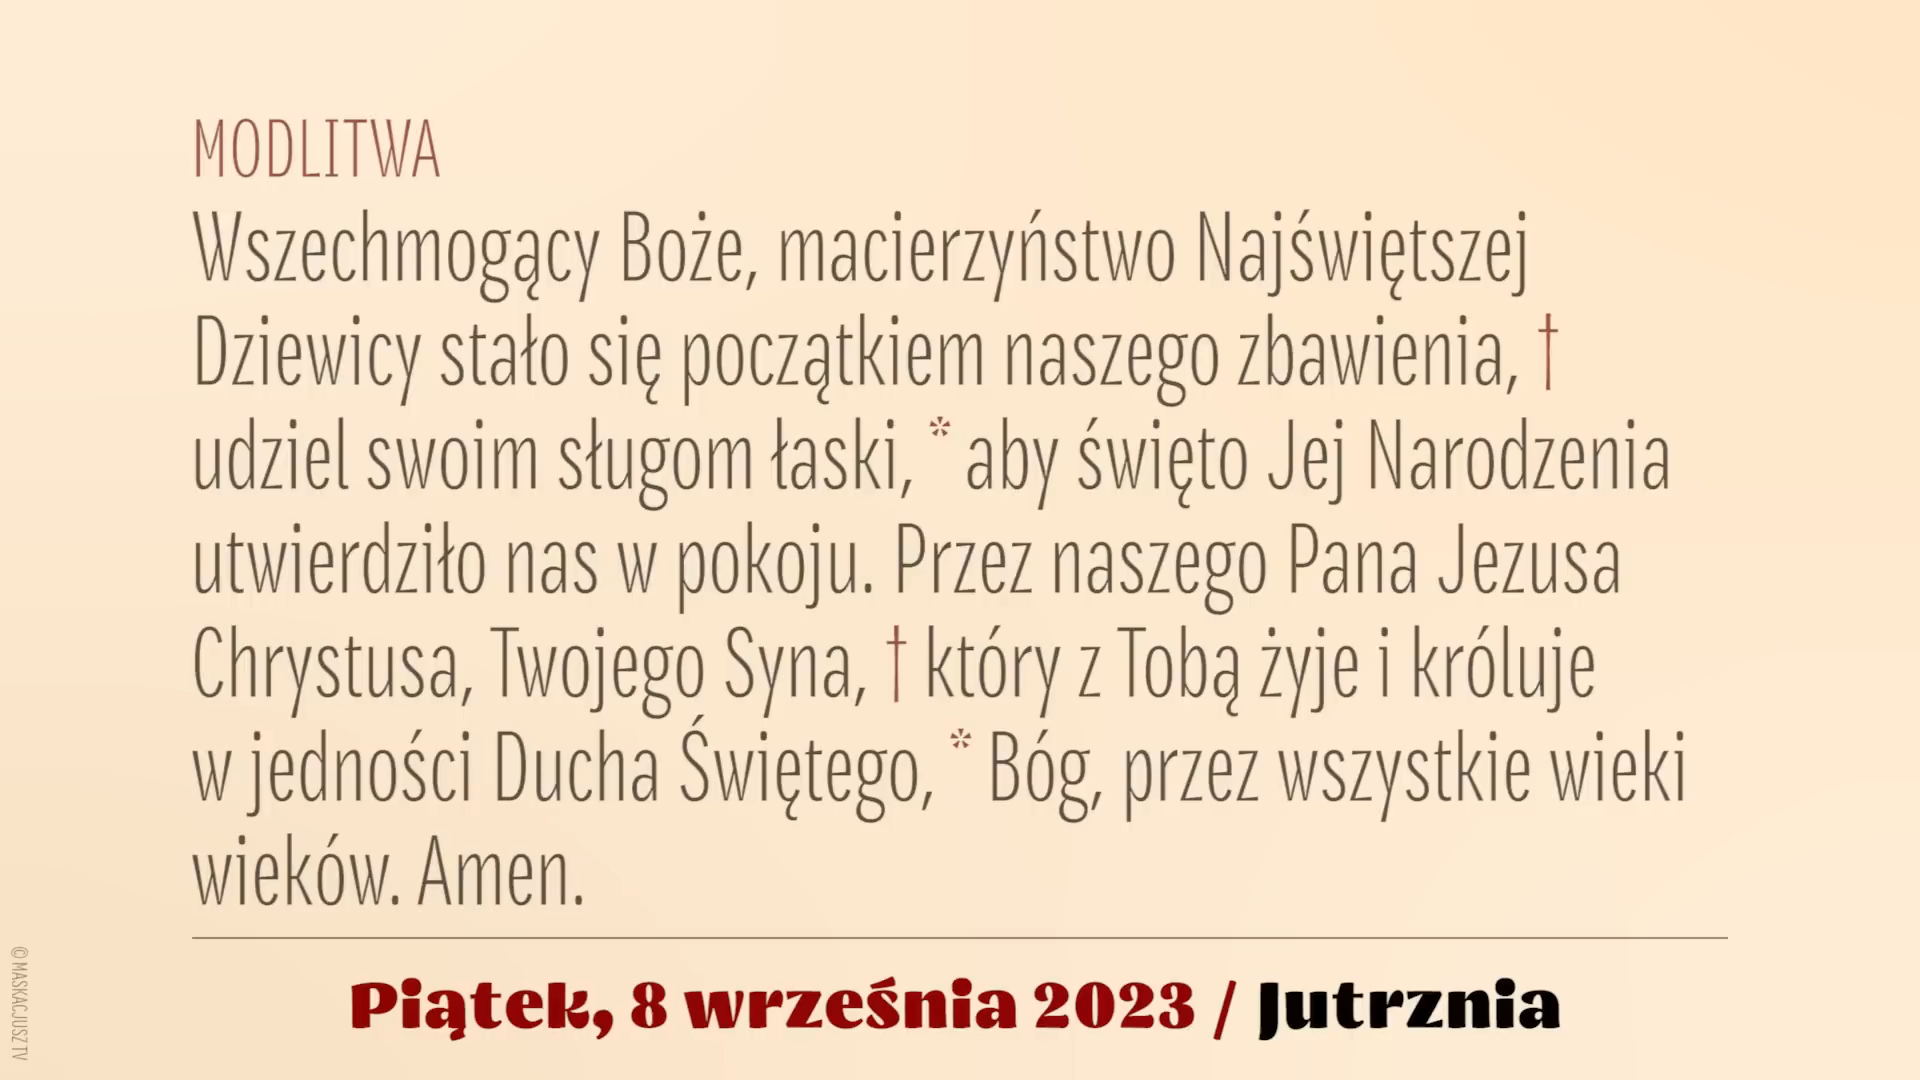 MODLITWA
Wszechmogący Boże, macierzyństwo Najświętszej
Dziewicy stało się początkiem naszego zbawienia, †
udziel swoim sługom łaski, * aby święto Jej Narodzenia
utwierdziło nas w pokoju. Przez naszego Pana Jezusa
Chrystusa, Twojego Syna, † który z Tobą żyje i króluje
w jedności Ducha Świętego, * Bóg, przez wszystkie wieki
wieków. Amen.
Piątek, 8 września 2023 / Jutrznia
© MASKACJUSZ TV